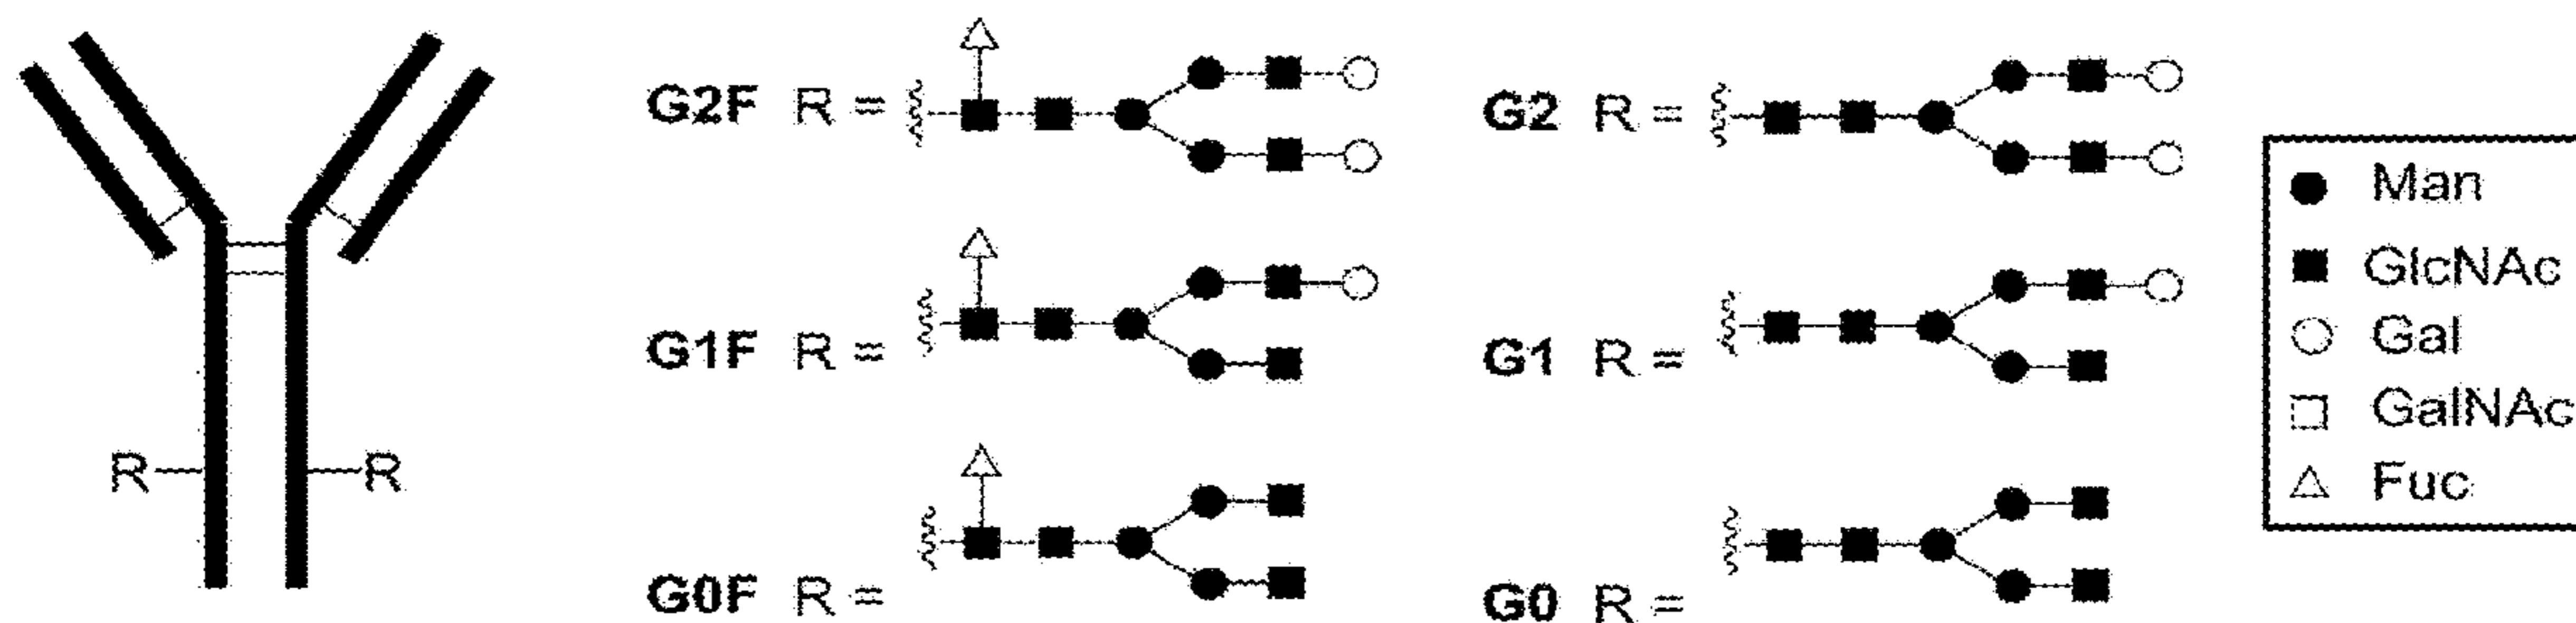 G2F R =
G2 R =
G1F R =
G1 R =
G0F R =
G0 R =
R
R
Man
GlcNAc
Gal
GalNAc
Fuc